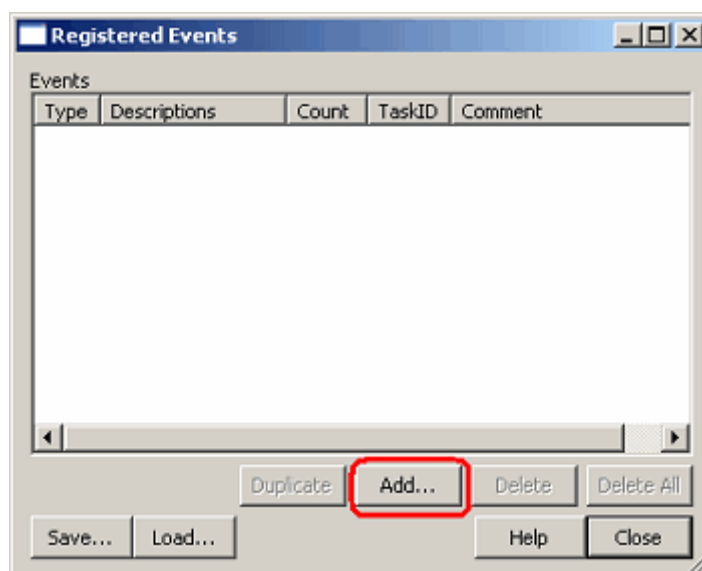 Registered Events
Events
Type Descriptions Count TaskID Comment
Duplicate Add... Delete Delete All
Save... Load... Help Close